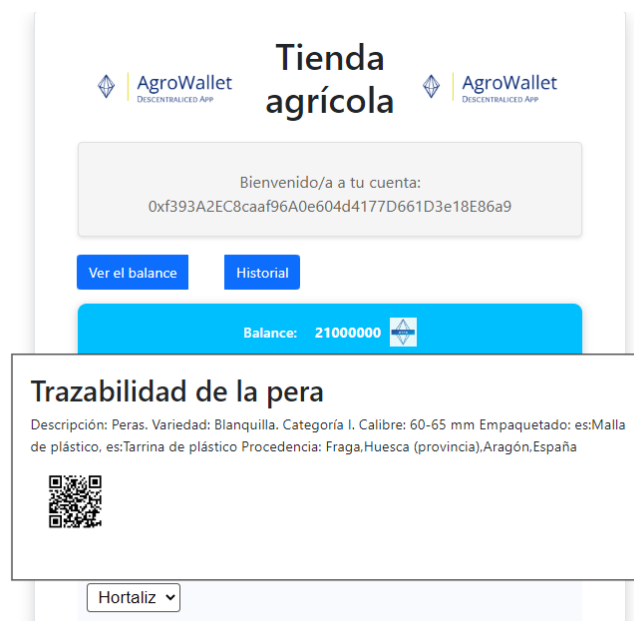 Tienda
agrícola
AgroWallet
Descentraliced App
AgroWallet
Descentraliced App
Bienvenido/a a tu cuenta:
0xf393A2EC8caaf96A0e604d4177D661D3e18E86a9
Ver el balance
Historial
Balance: 21000000
Trazabilidad de la pera
Descripción: Peras. Variedad: Blanquilla. Categoría I. Calibre: 60-65 mm Empaquetado: es:Malla
de plástico, es:Tarrina de plástico Procedencia: Fraga,Huesca (provincia),Aragón,España
Hortaliz